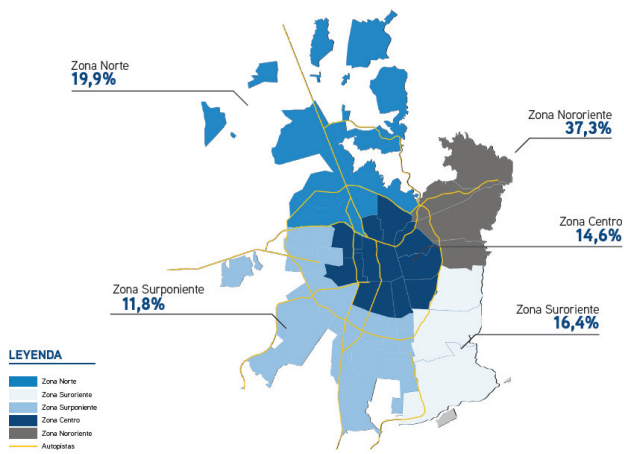 Zona Norte
19,9%
Zona Nororiente
37,3%
Zona Centro
14,6%
Zona Surponiente
11,8%
Zona Suroriente
16,4%
LEYENDA
Zona Norte
Zona Suroriente
Zona Surponiente
Zona Centro
Zona Nororiente
Autopistas